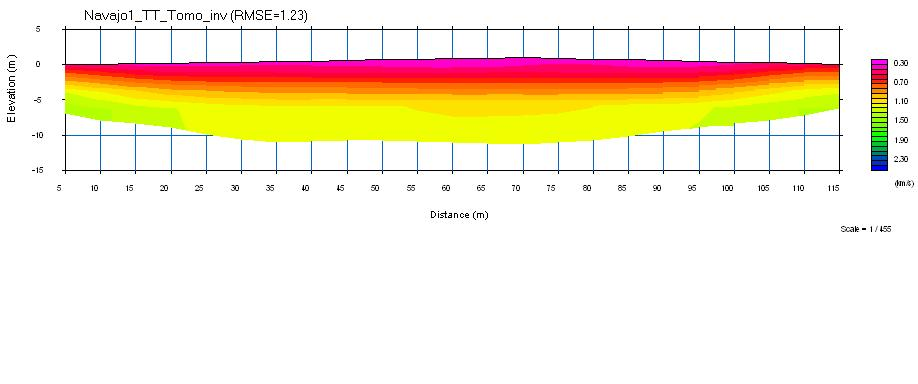 Navajo1_TT_Tomo_inv (RMSE=1.23)
Elevation (m)
5
0
-5
-10
-15
5. 10 15 20 25 30 35 40 45 50 55 60 65 70 75 80 85 90 95 100 105 110 115
Distance (m)
0.30
0.70
1.10
1.50
1.90
2.30
(km/s)
Scale = 1 / 455